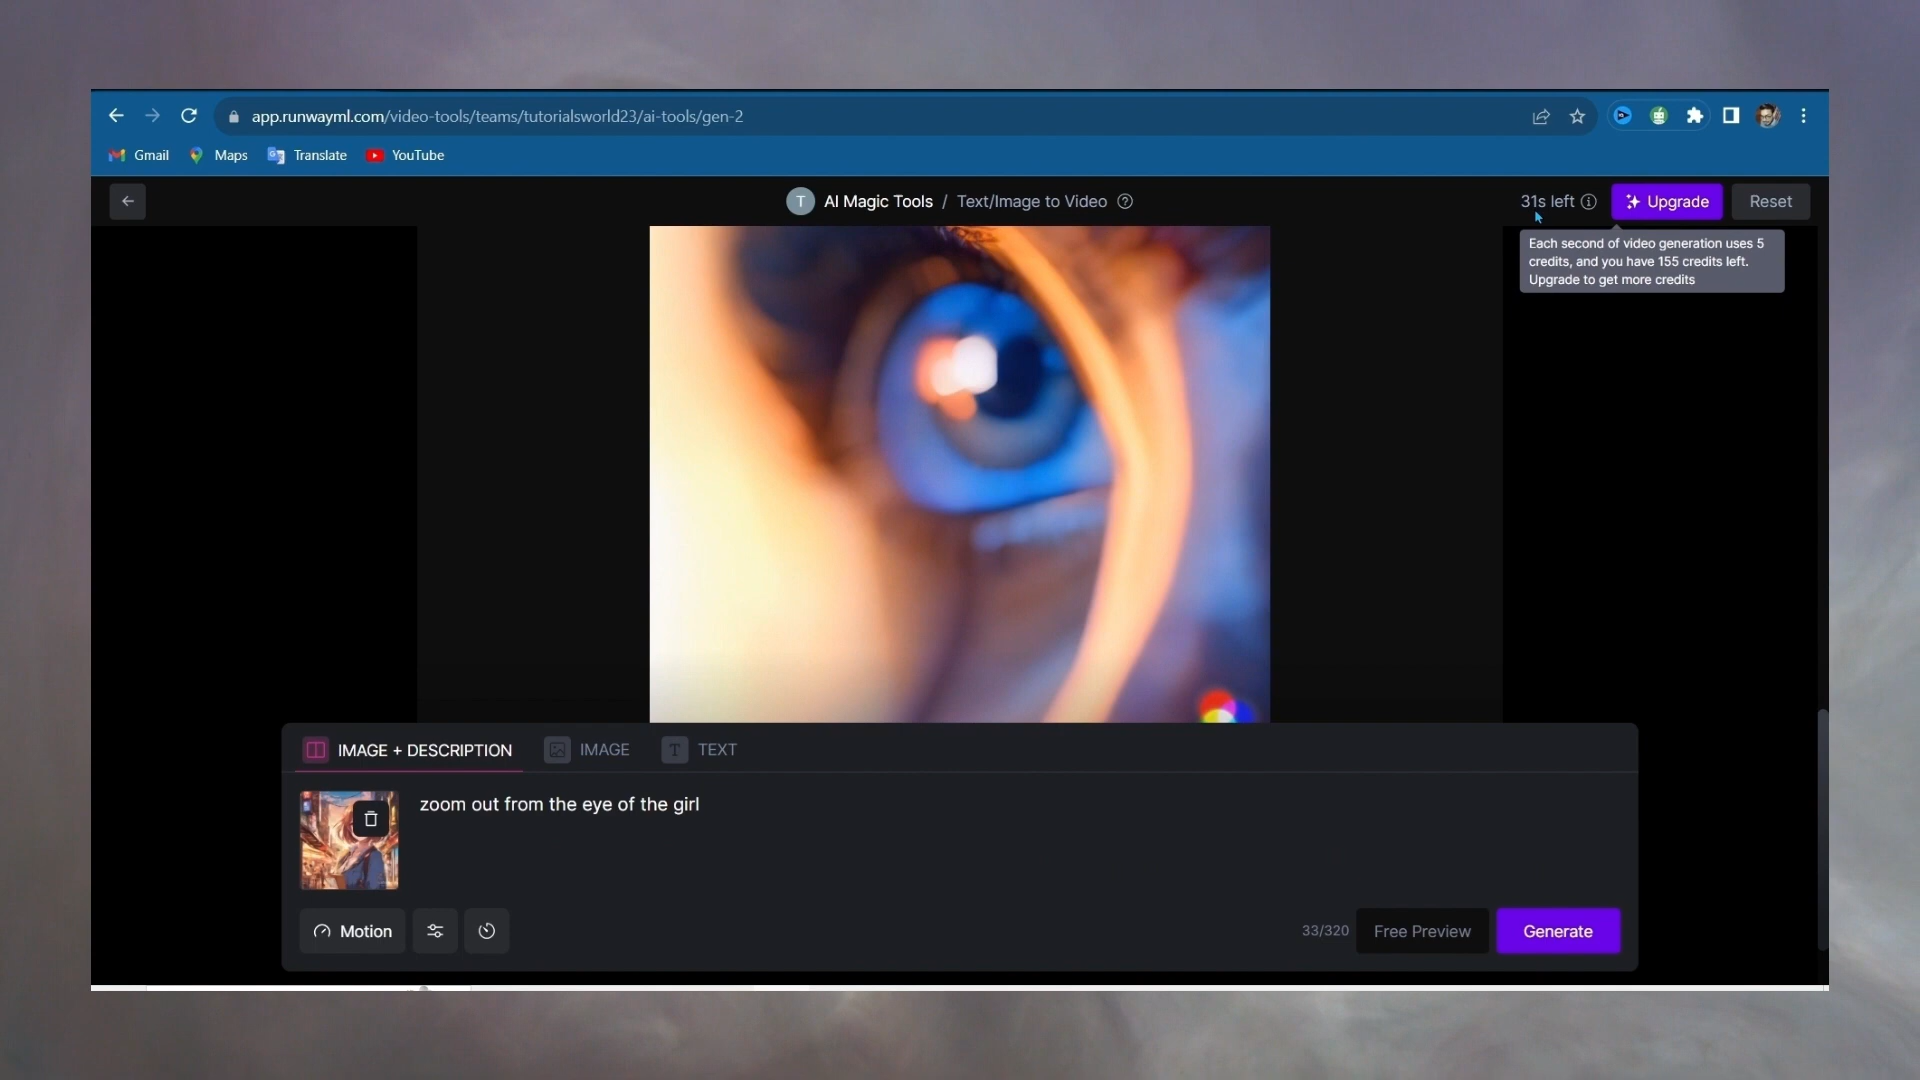 app.runwayml.com/video-tools/teams/tutorialsworld23/ai-tools/gen-2
Gmail Maps Translate YouTube
T AI Magic Tools / Text/Image to Video
31s left Upgrade Reset
Each second of video generation uses 5
credits, and you have 155 credits left.
Upgrade to get more credits
IMAGE + DESCRIPTION IMAGE T TEXT
zoom out from the eye of the girl
Motion 33/320 Free Preview Generate